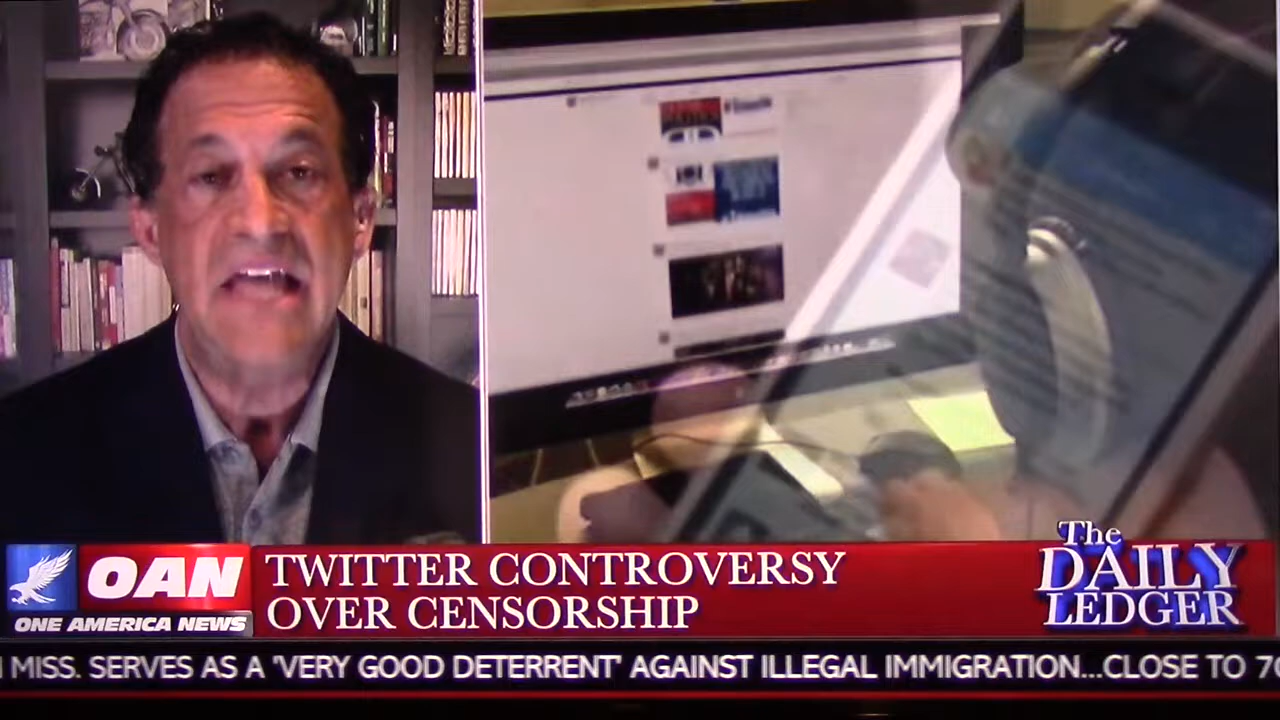 OAN
ONE AMERICA NEWS
TWITTER CONTROVERSY
OVER CENSORSHIP
The
DAILY
LEDGER
MISS. SERVES AS A 'VERY GOOD DETERRENT' AGAINST ILLEGAL IMMIGRATION...CLOSE TO